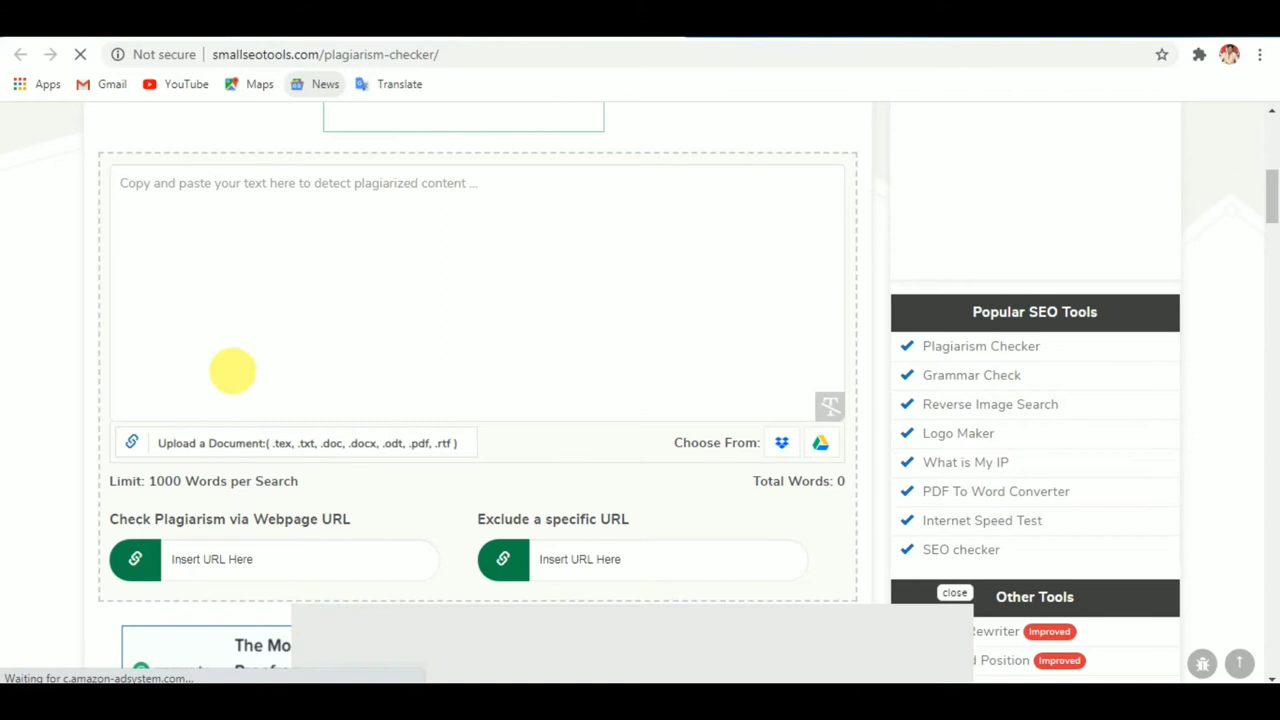 Not secure smallseotools.com/plagiarism-checker/
Apps Gmail YouTube Maps News Translate
Copy and paste your text here to detect plagiarized content ...
Upload a Document:( .tex, .txt, .doc, .docx, .odt, .pdf, .rtf )
Choose From:
Limit: 1000 Words per Search
Total Words: 0
Check Plagiarism via Webpage URL
Exclude a specific URL
Insert URL Here
Insert URL Here
The Mo
Popular SEO Tools
Plagiarism Checker
Grammar Check
Reverse Image Search
Logo Maker
What is My IP
PDF To Word Converter
Internet Speed Test
SEO checker
close
Other Tools
Rewriter Improved
d Position Improved
Waiting for c.amazon-adsystem.com...